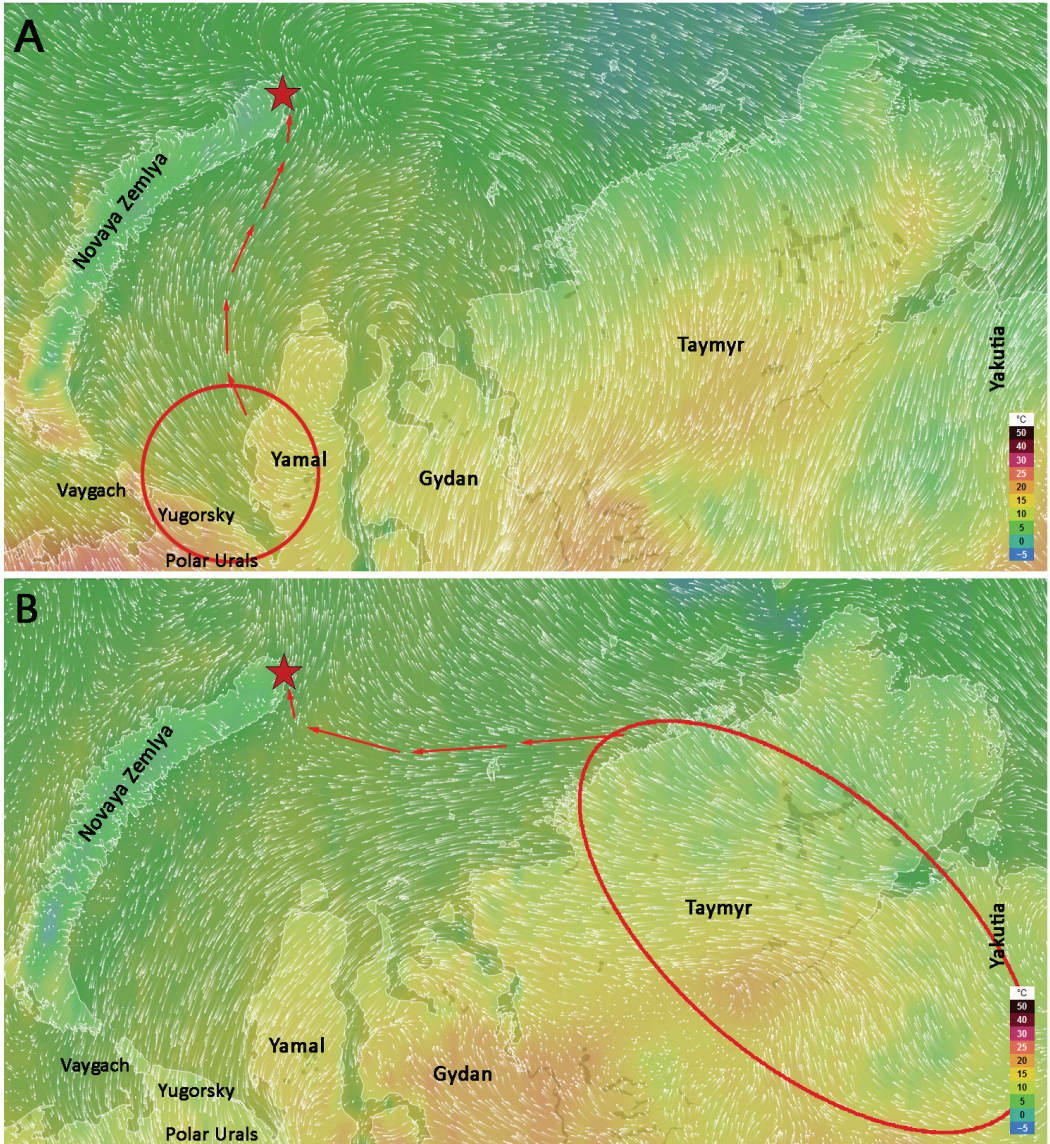 A
Novaya Zemlya
Taymyr
Yakutia
Yamal
Gydan
Vaygach
Yugorsky
Polar Urals
°C
50
40
30
25
20
15
10
5
0
−5
B
Novaya Zemlya
Taymyr
Yakutia
Yamal
Gydan
Vaygach
Yugorsky
Polar Urals
°C
50
40
30
25
20
15
10
5
0
−5